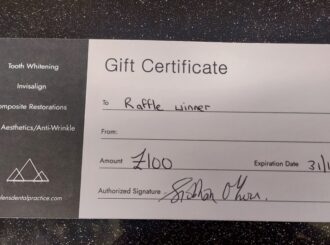 Tooth Whitening
Invisalign
omposite Restorations
Aesthetics/Anti-Wrinkle
lensdentalpractice.com
Gift Certificate
To Raffle winner
From:
Amount £100 Expiration Date 31/1
Authorized Signature